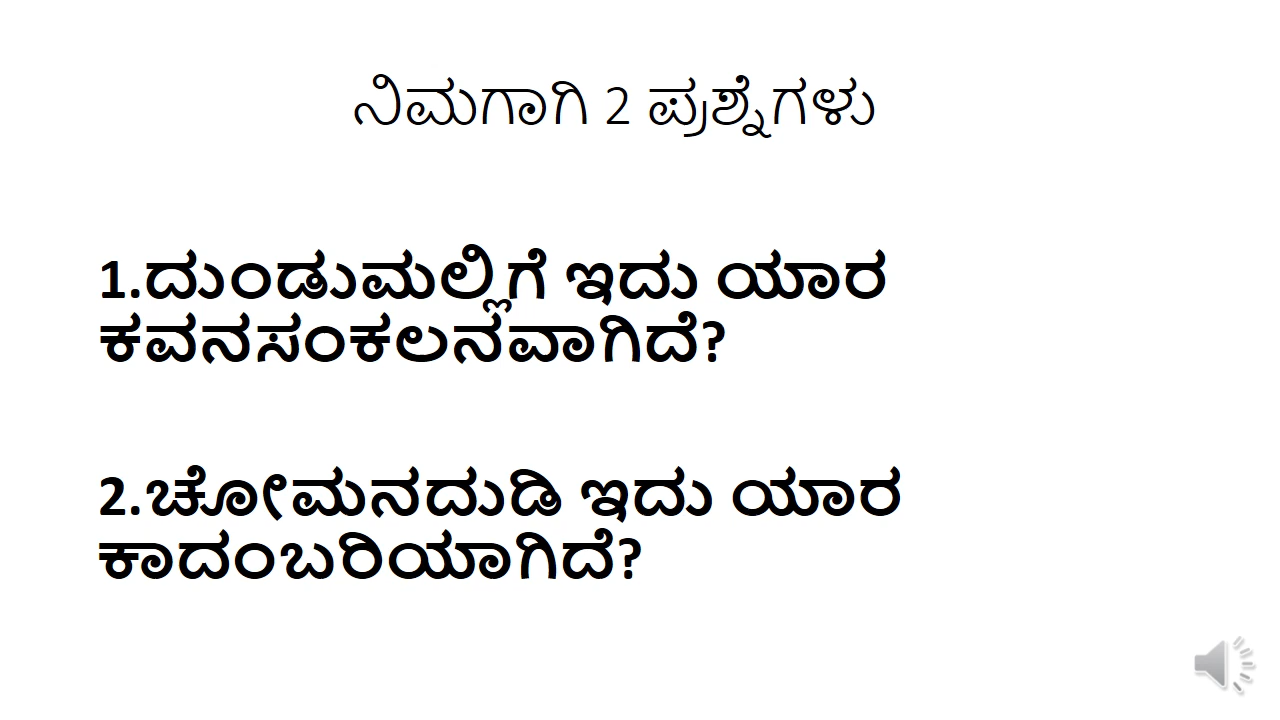 ನಿಮಗಾಗಿ 2 ಪ್ರಶ್ನೆಗಳು
1.ದುಂಡುಮಲ್ಲಿಗೆ ಇದು ಯಾರ
ಕವನಸಂಕಲನವಾಗಿದೆ?
2.ಚೋಮನದುಡಿ ಇದು ಯಾರ
ಕಾದಂಬರಿಯಾಗಿದೆ?